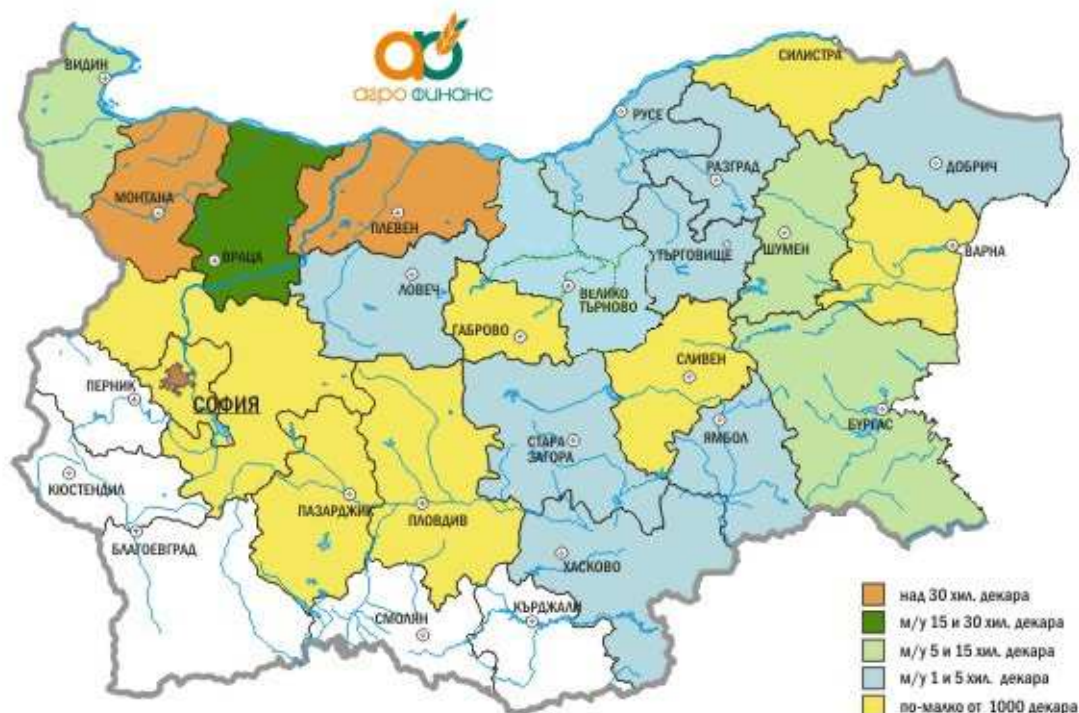 агро финанс
ВИДИН
СИЛИСТРА
РУСЕ
МОНТАНА
ПЛЕВЕН
РАЗГРАД
ДОБРИЧ
ВРАЦА
ЛОВЕЧ
ВЕЛИКО
ТЪРНОВО
ТЪРГОВИЩЕ
ШУМЕН
ВАРНА
ГАБРОВО
СЛИВЕН
ПЕРНИК
СОФИЯ
СТАРА
ЗАГОРА
ЯМБОЛ
БУРГАС
КЮСТЕНДИЛ
ПАЗАРДЖИК
ПЛОВДИВ
БЛАГОЕВГРАД
ХАСКОВО
СМОЛЯН
КЪРДЖАЛИ
над 30 хил. декара
м/у 15 и 30 хил. декара
м/у 5 и 15 хил. декара
м/у 1 и 5 хил. декара
по-малко от 1000 декара